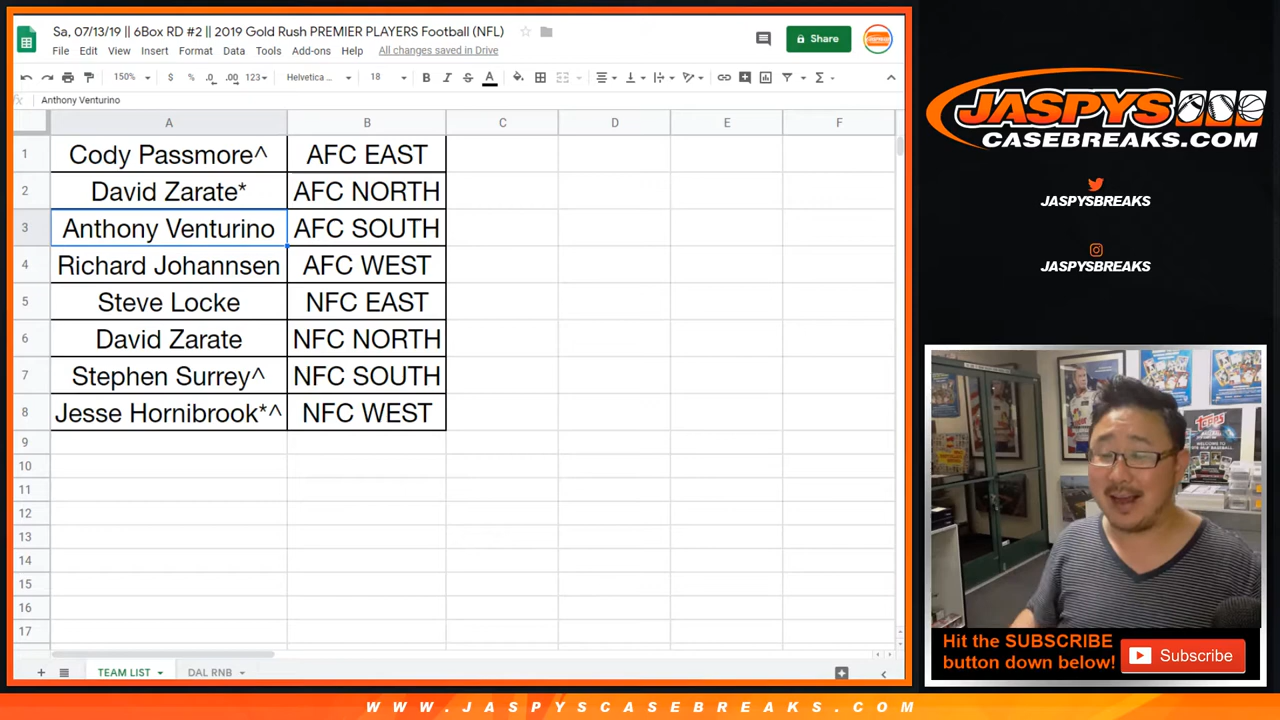 Sa, 07/13/19 || 6Box RD #2 || 2019 Gold Rush PREMIER PLAYERS Football (NFL)
File Edit View Insert Format Data Tools Add-ons Help All changes saved in Drive
Share
150% $ % .0 .00 123 Helvetica ... 18 B I S A
fx Anthony Venturino
A B C D E F
1 Cody Passmore^ AFC EAST
2 David Zarate* AFC NORTH
3 Anthony Venturino AFC SOUTH
4 Richard Johannsen AFC WEST
5 Steve Locke NFC EAST
6 David Zarate NFC NORTH
7 Stephen Surrey^ NFC SOUTH
8 Jesse Hornibrook*^ NFC WEST
9
10
11
12
13
14
15
16
17
TEAM LIST DAL RNB
JASPYS
CASEBREAKS.COM
JASPYSBREAKS
JASPYSBREAKS
Topps
Hit the SUBSCRIBE
button down below!
Subscribe
WWW.JASPYSCASEBREAKS.COM